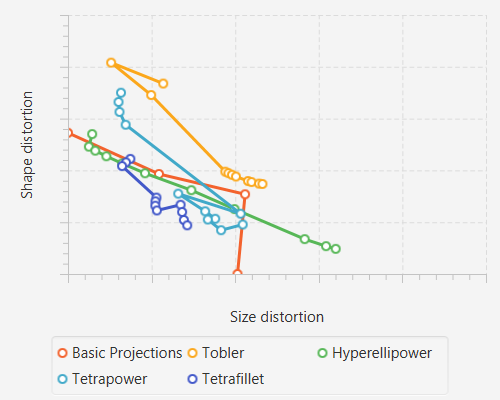 Shape distortion
Size distortion
Basic Projections Tobler Hyperellipower
Tetrapower Tetrafillet